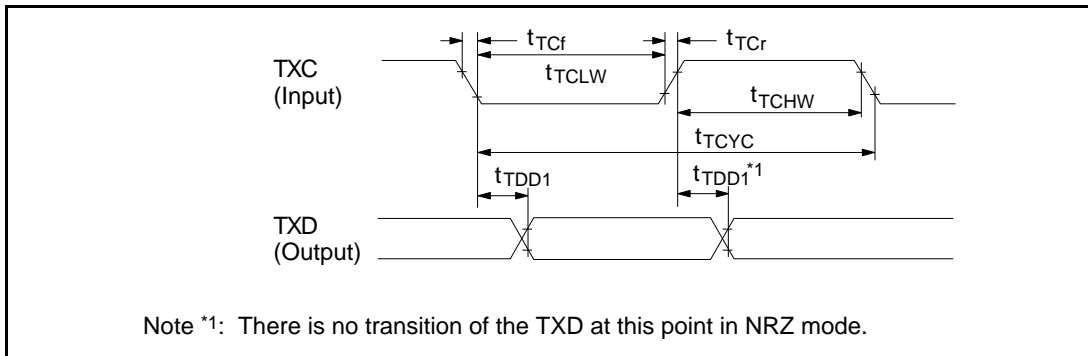 tTCf
tTCr
TXC
(Input)
tTCLW
tTCHW
tTCYC
tTDD1
tTDD1*1
TXD
(Output)
Note *1: There is no transition of the TXD at this point in NRZ mode.